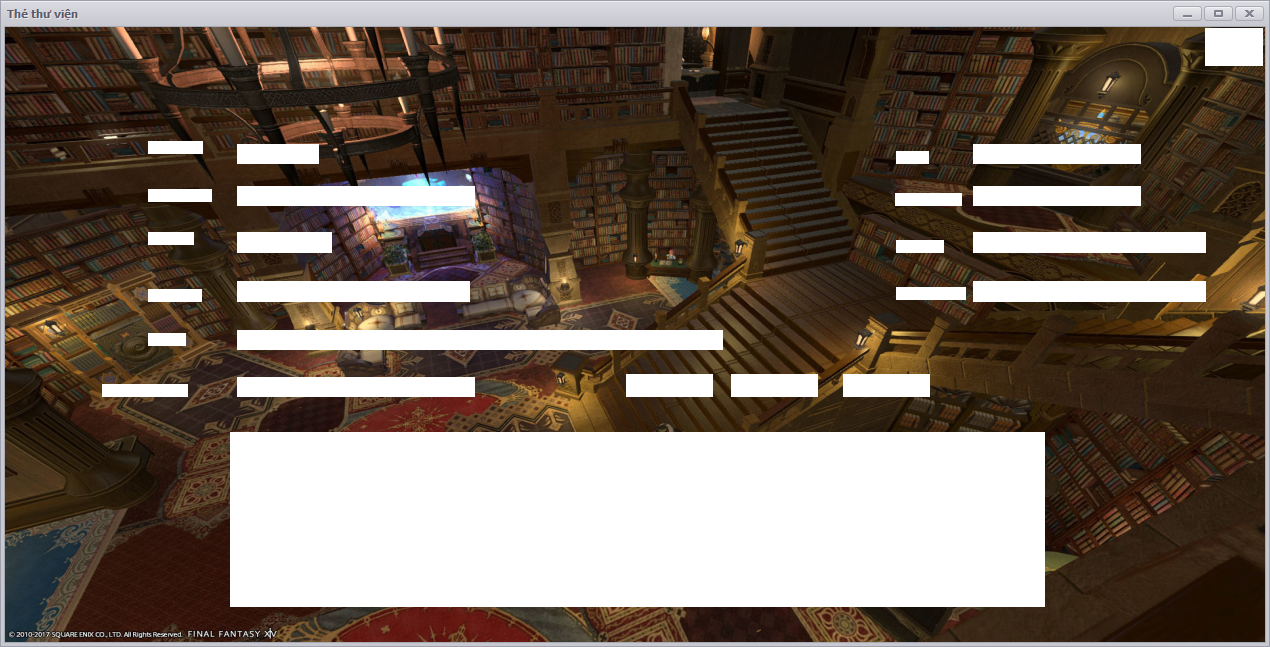 Thẻ thư viện
© 2010-2017 SQUARE ENIX CO., LTD. All Rights Reserved. FINAL FANTASY XIV